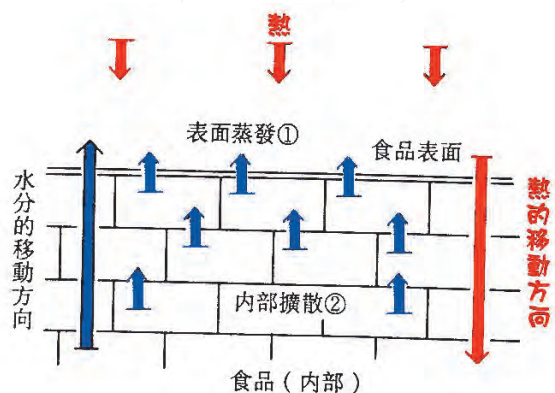 熱
表面蒸發①
食品表面
水分的移動方向
熱的移動方向
內部擴散②
食品(內部)